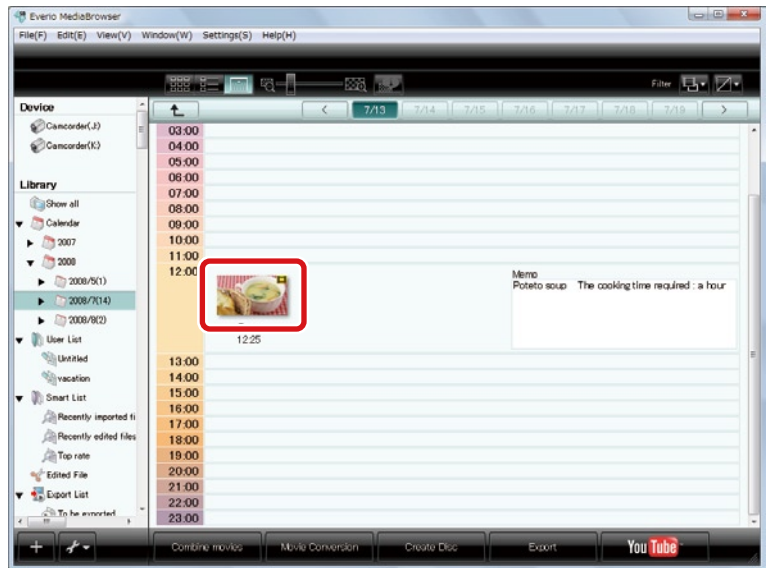 Everio MediaBrowser
File(F) Edit(E) View(V) Window(W) Settings(S) Help(H)
Filter
Device
Camcorder(J:)
Camcorder(K:)
Library
Show all
Calendar
2007
2008
2008/5(1)
2008/7(14)
2008/8(2)
User List
Untitled
vacation
Smart List
Recently imported fi
Recently edited files
Top rate
Edited File
Export List
To be exported
7/13 7/14 7/15 7/16 7/17 7/18 7/19
03:00
04:00
05:00
06:00
07:00
08:00
09:00
10:00
11:00
12:00
12:25
Memo
Poteto soup The cooking time required : a hour
13:00
14:00
15:00
16:00
17:00
18:00
19:00
20:00
21:00
22:00
23:00
Combine movies Movie Conversion Create Disc Export YouTube